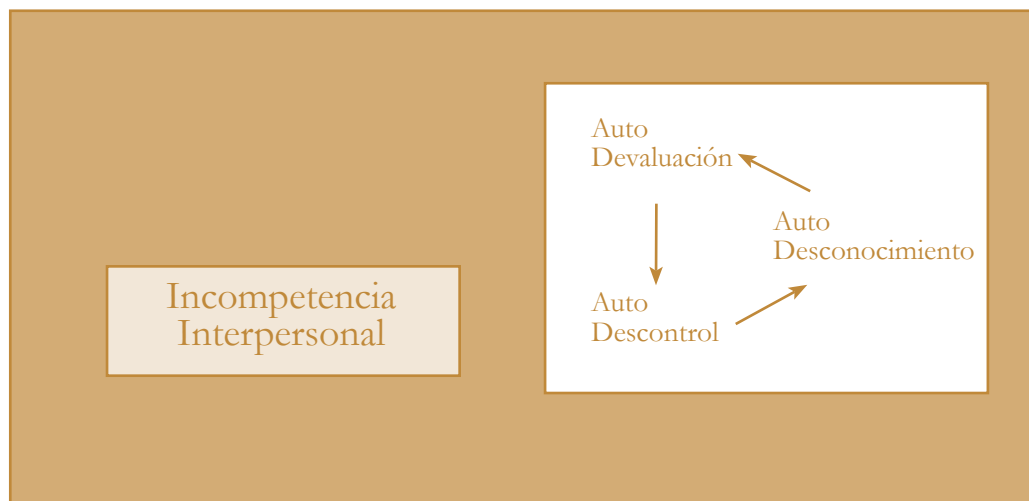 Auto
Devaluación
Auto
Desconocimiento
Incompetencia
Interpersonal
Auto
Descontrol